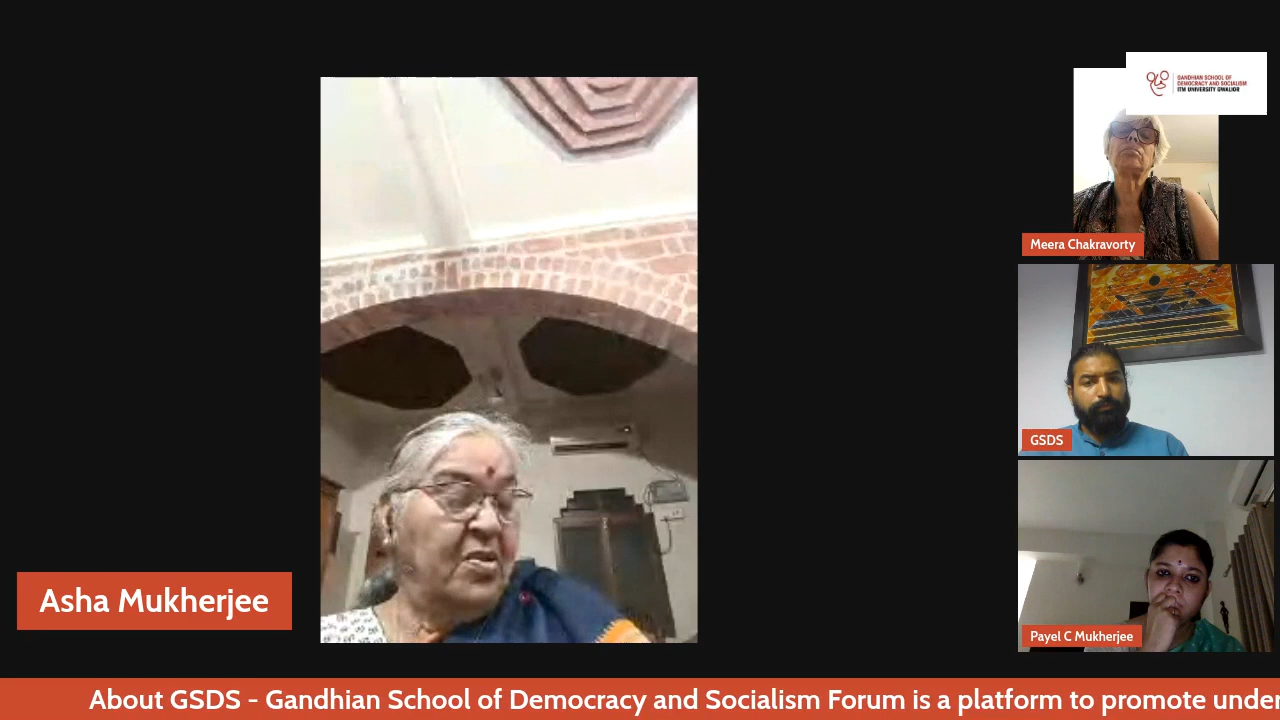 GANDHIAN SCHOOL OF
DEMOCRACY AND SOCIALISM
ITM UNIVERSITY GWALIOR
Meera Chakravorty
GSDS
Asha Mukherjee
Payel C Mukherjee
About GSDS - Gandhian School of Democracy and Socialism Forum is a platform to promote under